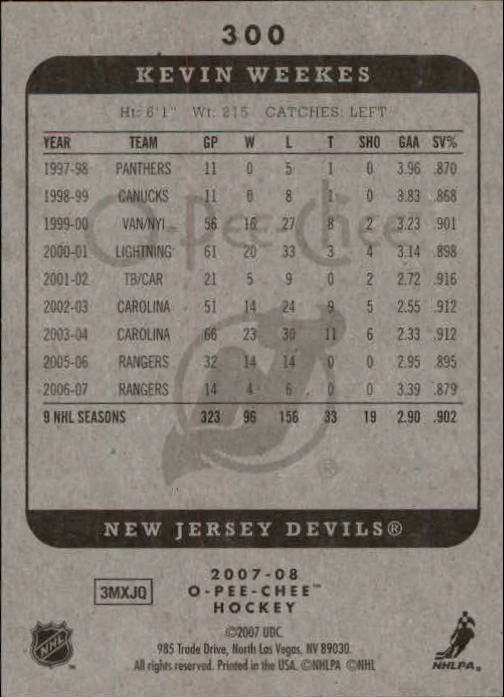 300
KEVIN WEEKES
Ht: 6'1" Wt: 215 CATCHES: LEFT
YEAR TEAM GP W L T SHO GAA SV%
1997-98 PANTHERS 11 0 5 1 0 3.96 .870
1998-99 CANUCKS 11 0 8 1 0 3.83 .868
1999-00 VAN/NYI 56 16 27 8 2 3.23 .901
2000-01 LIGHTNING 61 20 33 3 4 3.14 .898
2001-02 TB/CAR 21 5 9 0 2 2.72 .916
2002-03 CAROLINA 51 14 24 9 5 2.55 .912
2003-04 CAROLINA 66 23 30 11 6 2.33 .912
2005-06 RANGERS 32 14 14 0 0 2.95 .895
2006-07 RANGERS 14 4 6 0 0 3.39 .879
9 NHL SEASONS 323 96 156 33 19 2.90 .902
O-Pee-Chee
®
NEW JERSEY DEVILS®
2007-08
3MXJQ O-PEE-CHEE™
HOCKEY
©2007 UDC
985 Trade Drive, North Las Vegas, NV 89030.
All rights reserved. Printed in the USA. ©NHLPA ©NHL
NHL ™
NHLPA®